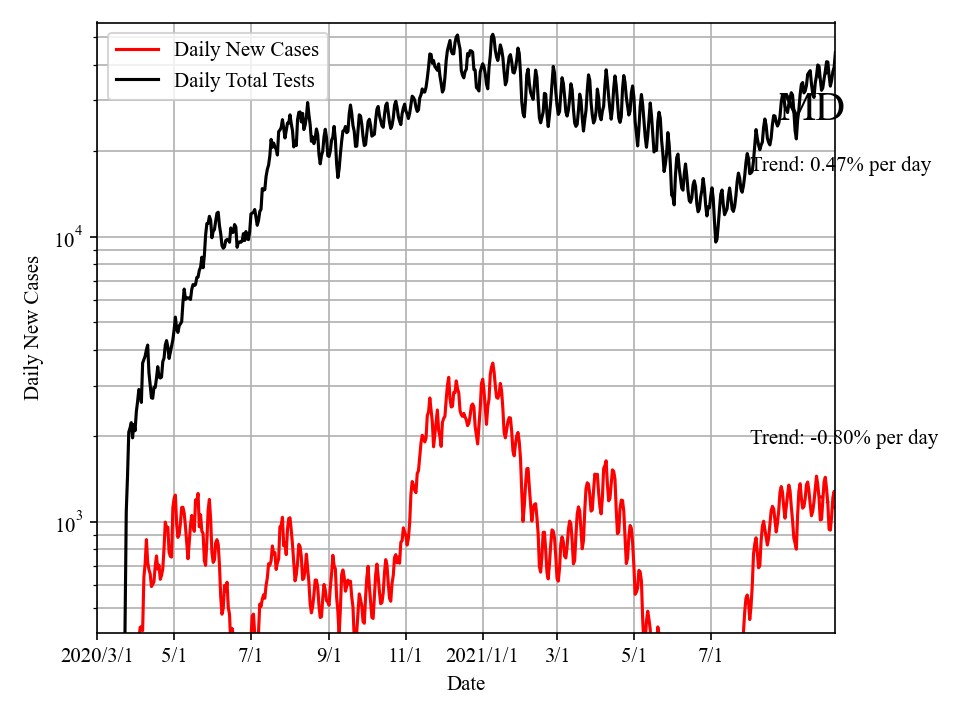 Daily New Cases
Daily Total Tests
MD
Trend: 0.47% per day
Trend: -0.80% per day
10^4
10^3
Daily New Cases
2020/3/1 5/1 7/1 9/1 11/1 2021/1/1 3/1 5/1 7/1
Date